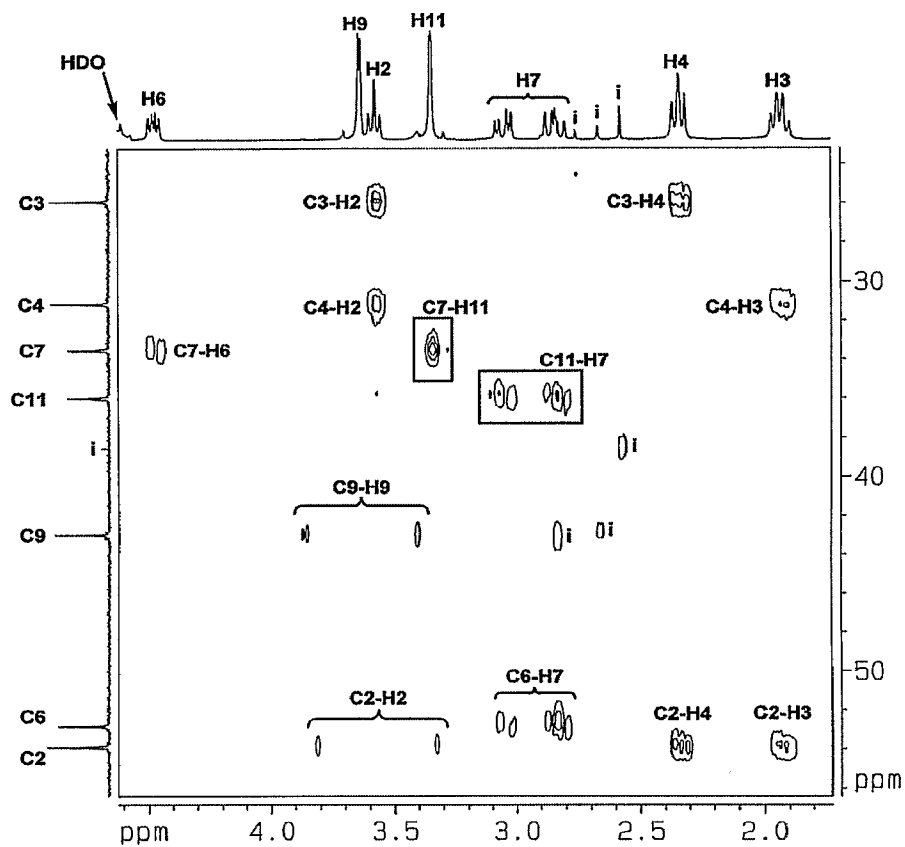 H9 H11
HDO H2 H4
H6 H7 i i i H3
C3 C3-H2 C3-H4
30
C4 C4-H2 C7-H11 C4-H3
C7 C7-H6 C11-H7
C11
i i
40
C9-H9
C9 i i
50
C2-H2 C6-H7 C2-H4 C2-H3
C6
C2
ppm
ppm 4.0 3.5 3.0 2.5 2.0